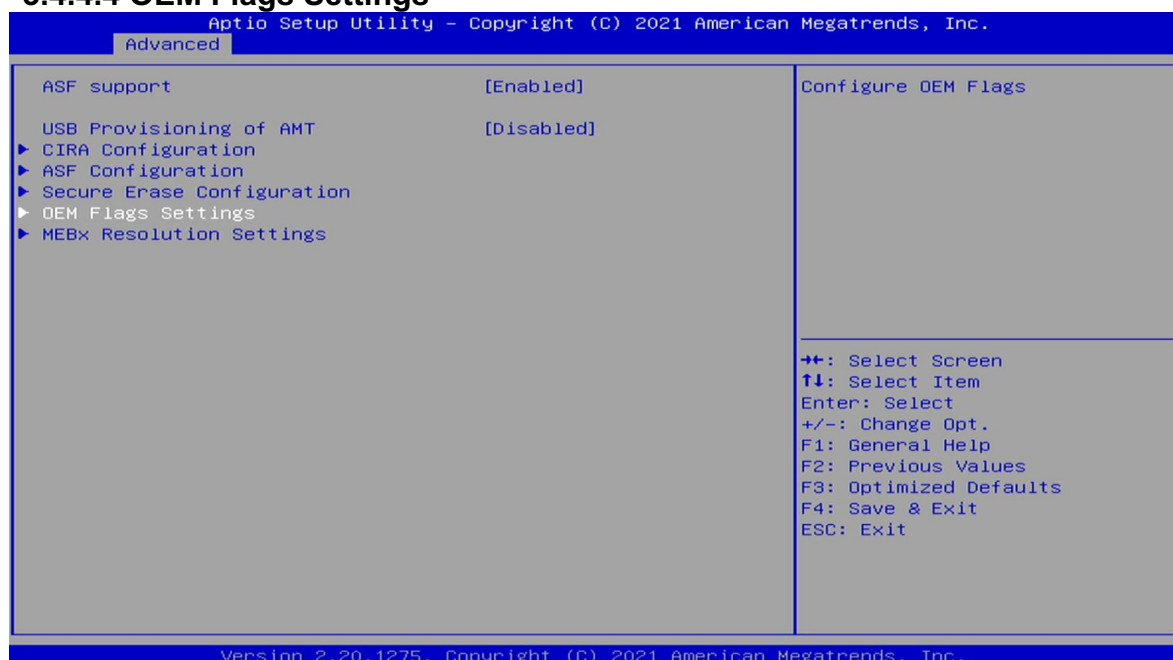 OEM Flags Settings
Aptio Setup Utility – Copyright (C) 2021 American Megatrends, Inc.
Advanced
ASF support [Enabled]
USB Provisioning of AMT [Disabled]
► CIRA Configuration
► ASF Configuration
► Secure Erase Configuration
► OEM Flags Settings
► MEBx Resolution Settings
Configure OEM Flags
→←: Select Screen
↑↓: Select Item
Enter: Select
+/-: Change Opt.
F1: General Help
F2: Previous Values
F3: Optimized Defaults
F4: Save & Exit
ESC: Exit
Version 2.20.1275. Copyright (C) 2021 American Megatrends, Inc.